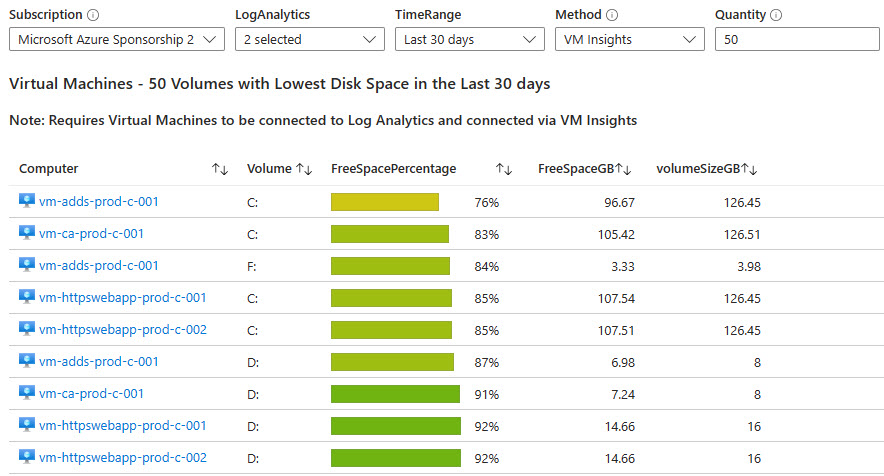 Subscription LogAnalytics TimeRange Method Quantity
Microsoft Azure Sponsorship 2 2 selected Last 30 days VM Insights 50
Virtual Machines - 50 Volumes with Lowest Disk Space in the Last 30 days
Note: Requires Virtual Machines to be connected to Log Analytics and connected via VM Insights
Computer ↑↓ Volume ↑↓ FreeSpacePercentage ↑↓ FreeSpaceGB↑↓ volumeSizeGB↑↓
vm-adds-prod-c-001 C: 76% 96.67 126.45
vm-ca-prod-c-001 C: 83% 105.42 126.51
vm-adds-prod-c-001 F: 84% 3.33 3.98
vm-httpswebapp-prod-c-001 C: 85% 107.54 126.45
vm-httpswebapp-prod-c-002 C: 85% 107.51 126.45
vm-adds-prod-c-001 D: 87% 6.98 8
vm-ca-prod-c-001 D: 91% 7.24 8
vm-httpswebapp-prod-c-001 D: 92% 14.66 16
vm-httpswebapp-prod-c-002 D: 92% 14.66 16